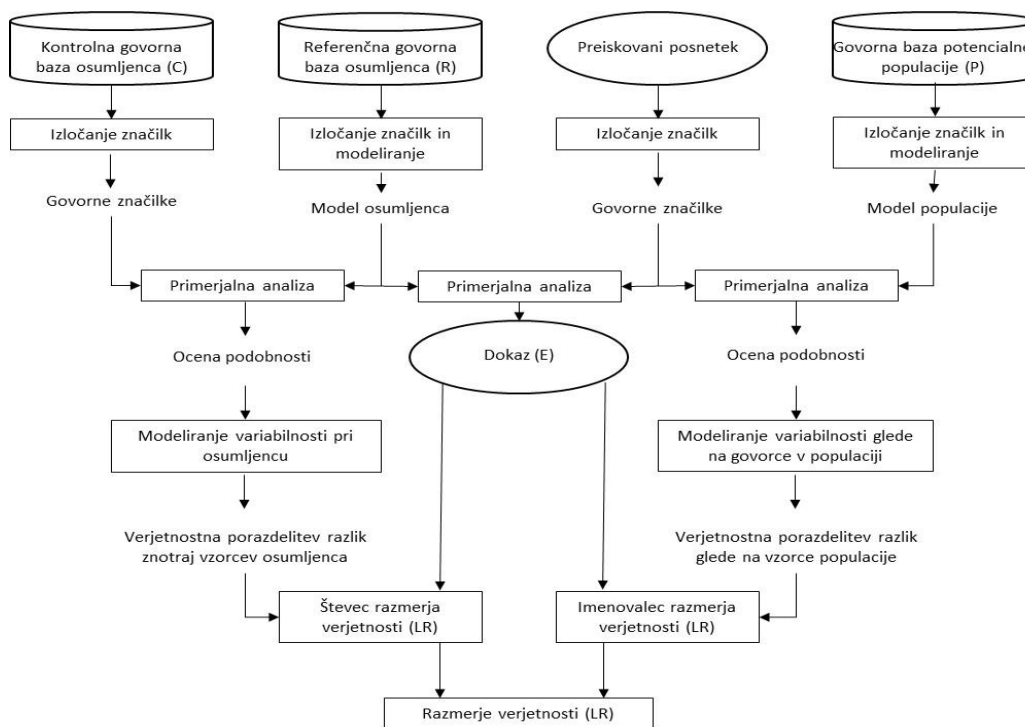 Kontrolna govorna
baza osumljenca (C)
Referenčna govorna
baza osumljenca (R)
Preiskovani posnetek
Govorna baza potencialne
populacije (P)
Izločanje značilk
Izločanje značilk in
modeliranje
Izločanje značilk
Izločanje značilk in
modeliranje
Govorne značilke
Model osumljenca
Govorne značilke
Model populacije
Primerjalna analiza
Primerjalna analiza
Primerjalna analiza
Ocena podobnosti
Dokaz (E)
Ocena podobnosti
Modeliranje variabilnosti pri
osumljencu
Modeliranje variabilnosti glede
na govorce v populaciji
Verjetnostna porazdelitev razlik
znotraj vzorcev osumljenca
Verjetnostna porazdelitev razlik
glede na vzorce populacije
Števec razmerja
verjetnosti (LR)
Imenovalec razmerja
verjetnosti (LR)
Razmerje verjetnosti (LR)